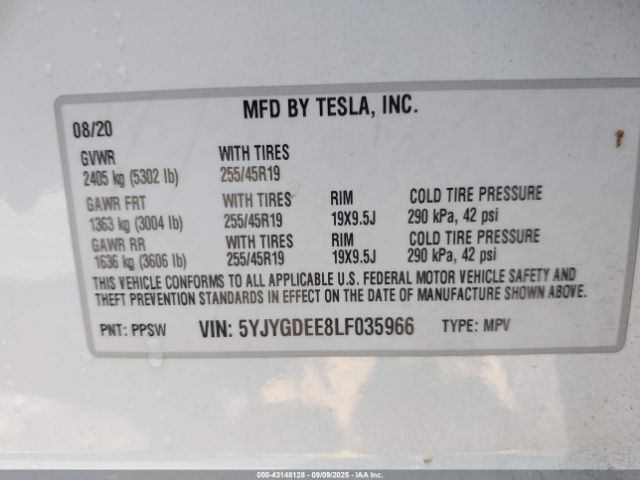 MFD BY TESLA, INC.
08/20
GVWR WITH TIRES
2405 kg (5302 lb) 255/45R19
GAWR FRT WITH TIRES RIM COLD TIRE PRESSURE
1363 kg (3004 lb) 255/45R19 19X9.5J 290 kPa, 42 psi
GAWR RR WITH TIRES RIM COLD TIRE PRESSURE
1636 kg (3606 lb) 255/45R19 19X9.5J 290 kPa, 42 psi
THIS VEHICLE CONFORMS TO ALL APPLICABLE U.S. FEDERAL MOTOR VEHICLE SAFETY AND
THEFT PREVENTION STANDARDS IN EFFECT ON THE DATE OF MANUFACTURE SHOWN ABOVE.
PNT: PPSW VIN: 5YJYGDEE8LF035966 TYPE: MPV
000-43148128 - 09/09/2025 - IAAI, Inc.